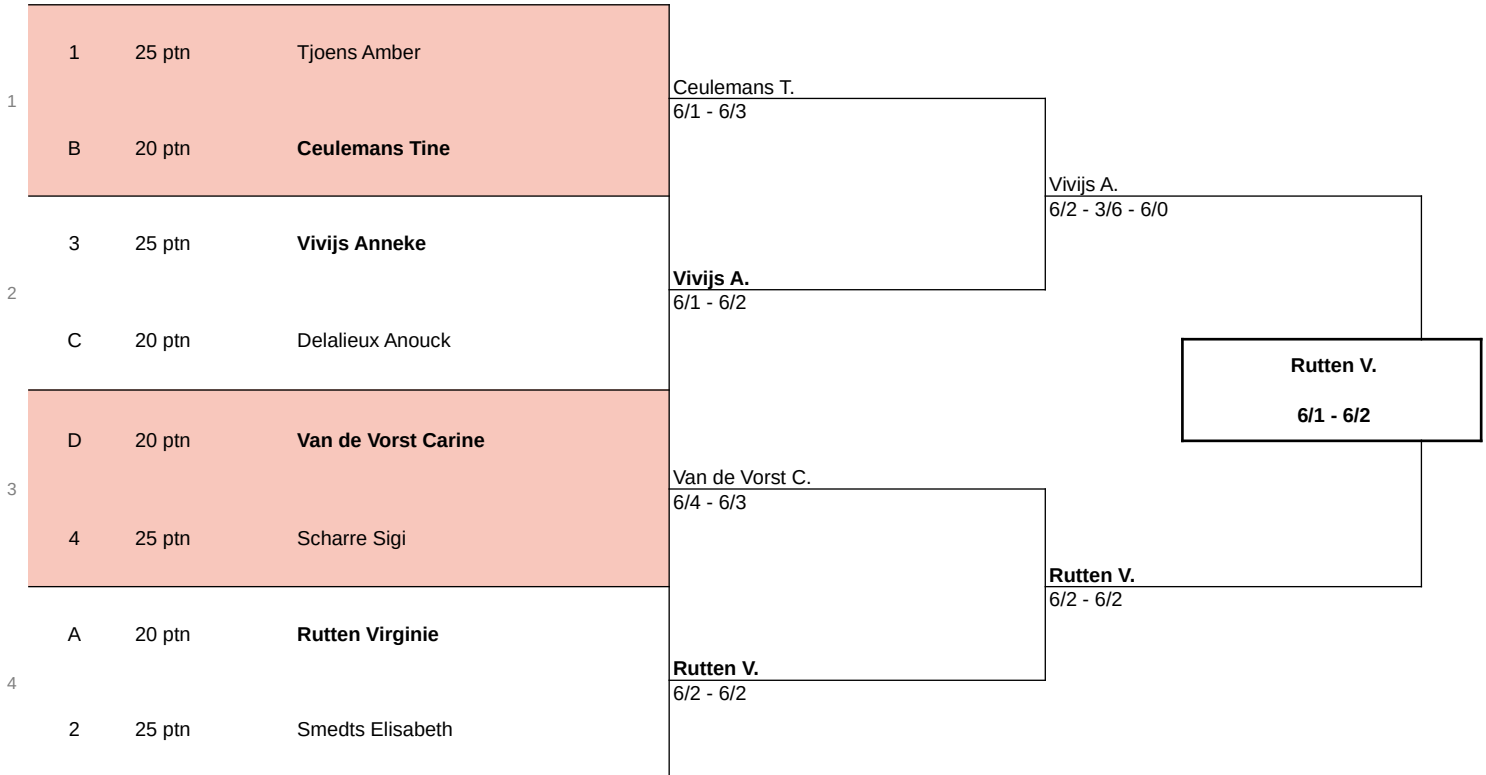 1 25 ptn Tjoens Amber
Ceulemans T.
1
6/1 - 6/3
B 20 ptn Ceulemans Tine
Vivijs A.
6/2 - 3/6 - 6/0
3 25 ptn Vivijs Anneke
Vivijs A.
2
6/1 - 6/2
C 20 ptn Delalieux Anouck
Rutten V.
6/1 - 6/2
D 20 ptn Van de Vorst Carine
Van de Vorst C.
3
6/4 - 6/3
4 25 ptn Scharre Sigi
Rutten V.
6/2 - 6/2
A 20 ptn Rutten Virginie
Rutten V.
4
6/2 - 6/2
2 25 ptn Smedts Elisabeth